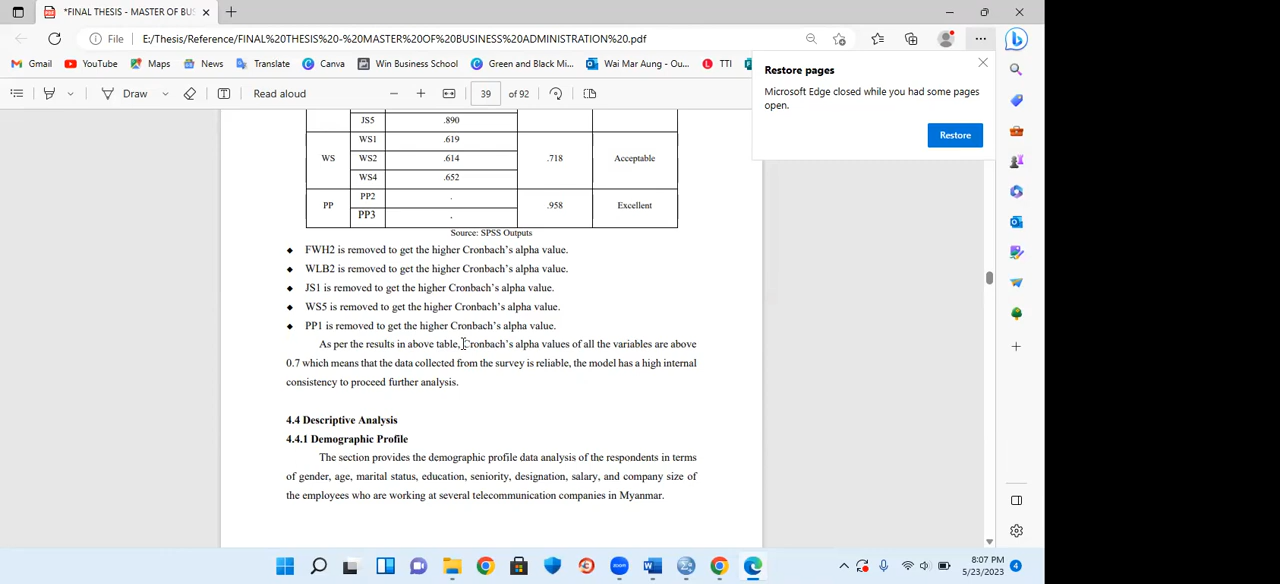 *FINAL THESIS - MASTER OF BUS
File
E:/Thesis/Reference/FINAL%20THESIS%20-%20MASTER%20OF%20BUSINESS%20ADMINISTRATION%20.pdf
Gmail YouTube Maps News Translate Canva Win Business School Green and Black Mi... Wai Mar Aung - Ou... TTI
Draw Read aloud 39 of 92
Restore pages
Microsoft Edge closed while you had some pages
open.
Restore
JS5 .890
WS1 .619
WS WS2 .614 .718 Acceptable
WS4 .652
PP2 .
PP .958 Excellent
PP3 .
Source: SPSS Outputs
◆ FWH2 is removed to get the higher Cronbach's alpha value.
◆ WLB2 is removed to get the higher Cronbach's alpha value.
◆ JS1 is removed to get the higher Cronbach's alpha value.
◆ WS5 is removed to get the higher Cronbach's alpha value.
◆ PP1 is removed to get the higher Cronbach's alpha value.
As per the results in above table, Cronbach's alpha values of all the variables are above
0.7 which means that the data collected from the survey is reliable, the model has a high internal
consistency to proceed further analysis.
4.4 Descriptive Analysis
4.4.1 Demographic Profile
The section provides the demographic profile data analysis of the respondents in terms
of gender, age, marital status, education, seniority, designation, salary, and company size of
the employees who are working at several telecommunication companies in Myanmar.
8:07 PM
5/23/2023
4